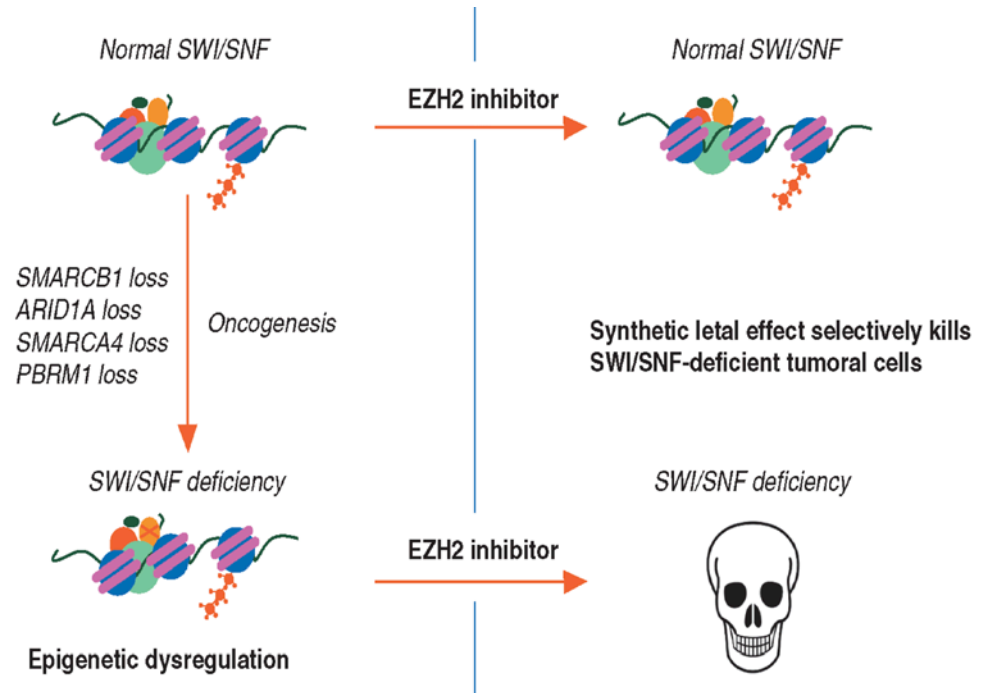 Normal SWI/SNF
Normal SWI/SNF
EZH2 inhibitor
SMARCB1 loss
ARID1A loss
SMARCA4 loss
PBRM1 loss
Oncogenesis
Synthetic letal effect selectively kills
SWI/SNF-deficient tumoral cells
SWI/SNF deficiency
SWI/SNF deficiency
EZH2 inhibitor
Epigenetic dysregulation